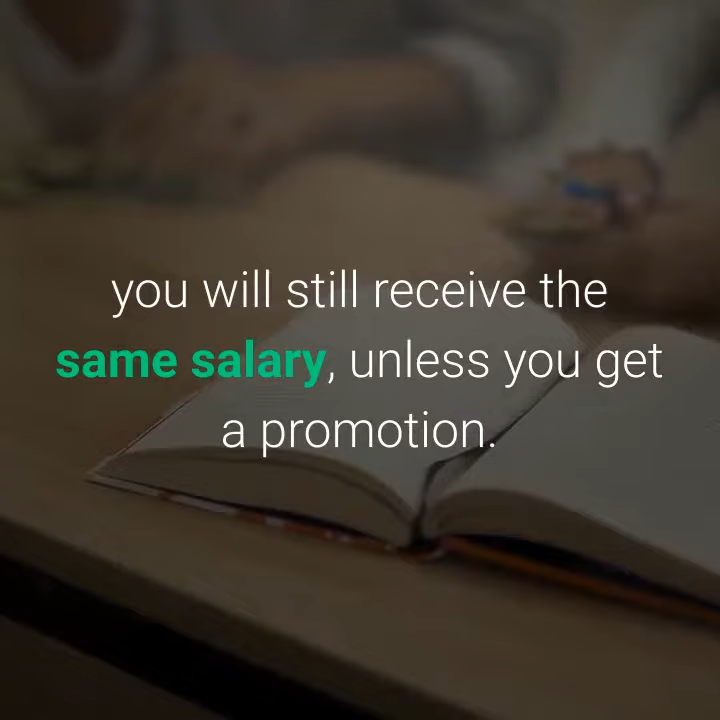 you will still receive the
same salary, unless you get
a promotion.